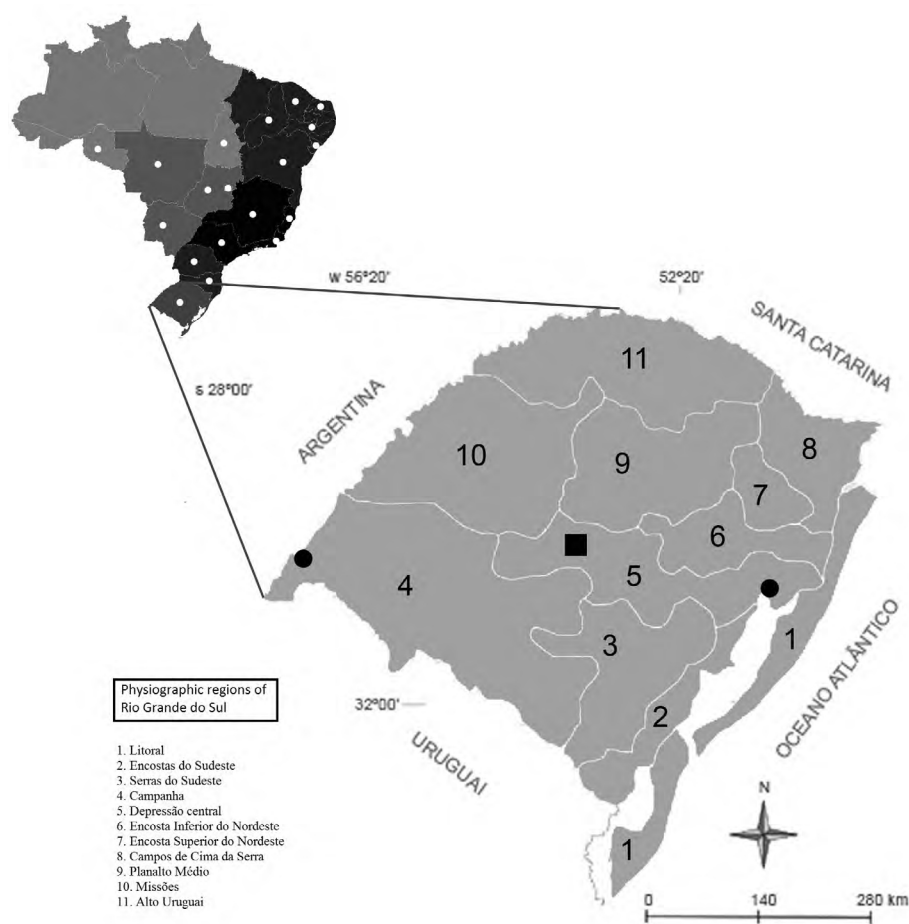 W 56°20'
52°20'
SANTA CATARINA
S 28°00'
ARGENTINA
11
8
10
9
7
6
5
4
3
1
OCEANO ATLÂNTICO
2
32°00'
URUGUAI
Physiographic regions of
Rio Grande do Sul
1. Litoral
2. Encostas do Sudeste
3. Serras do Sudeste
4. Campanha
5. Depressão central
6. Encosta Inferior do Nordeste
7. Encosta Superior do Nordeste
8. Campos de Cima da Serra
9. Planalto Médio
10. Missões
11. Alto Uruguai
N
1
0 140 280 km